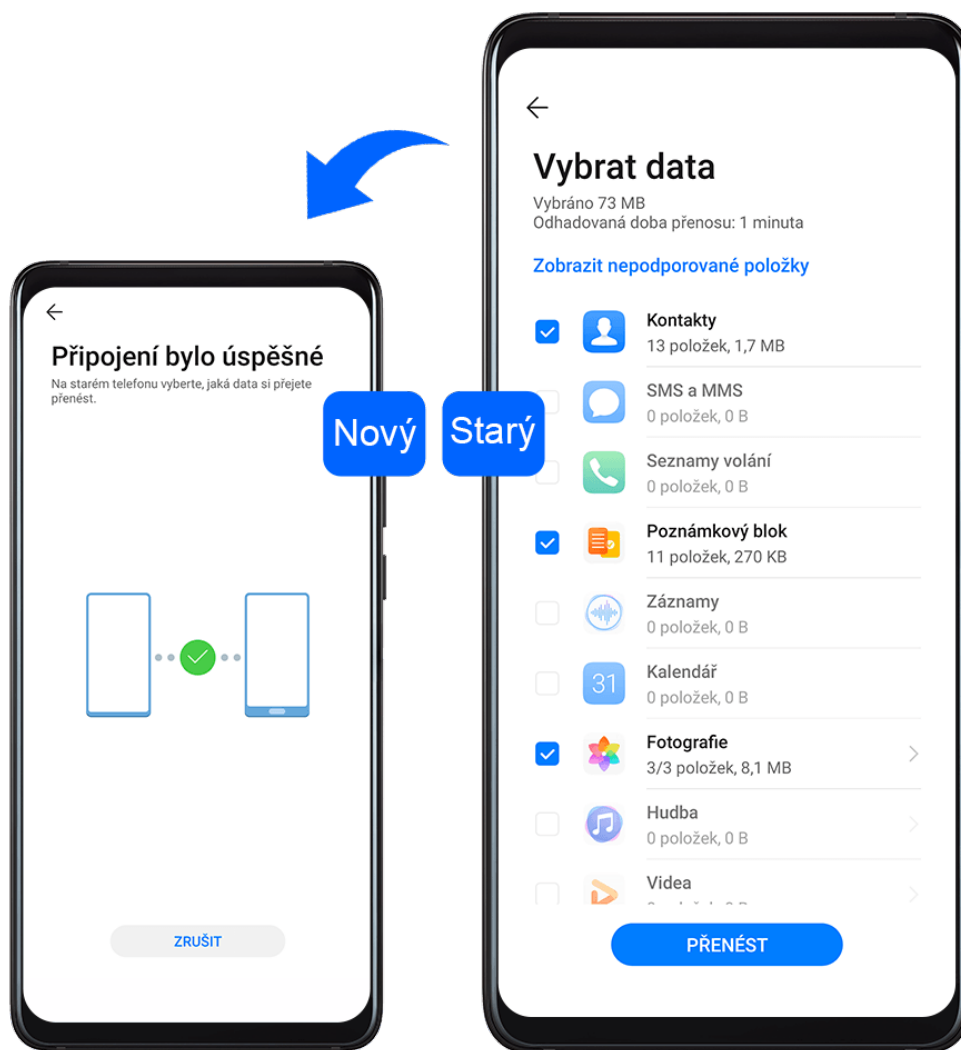 Připojení bylo úspěšné
Na starém telefonu vyberte, jaká data si přejete
přenést.
ZRUŠIT
Nový
Starý
Vybrat data
Vybráno 73 MB
Odhadovaná doba přenosu: 1 minuta
Zobrazit nepodporované položky
Kontakty
13 položek, 1,7 MB
SMS a MMS
0 položek, 0 B
Seznamy volání
0 položek, 0 B
Poznámkový blok
11 položek, 270 KB
Záznamy
0 položek, 0 B
31
Kalendář
0 položek, 0 B
Fotografie
3/3 položek, 8,1 MB
Hudba
0 položek, 0 B
Videa
PŘENÉST